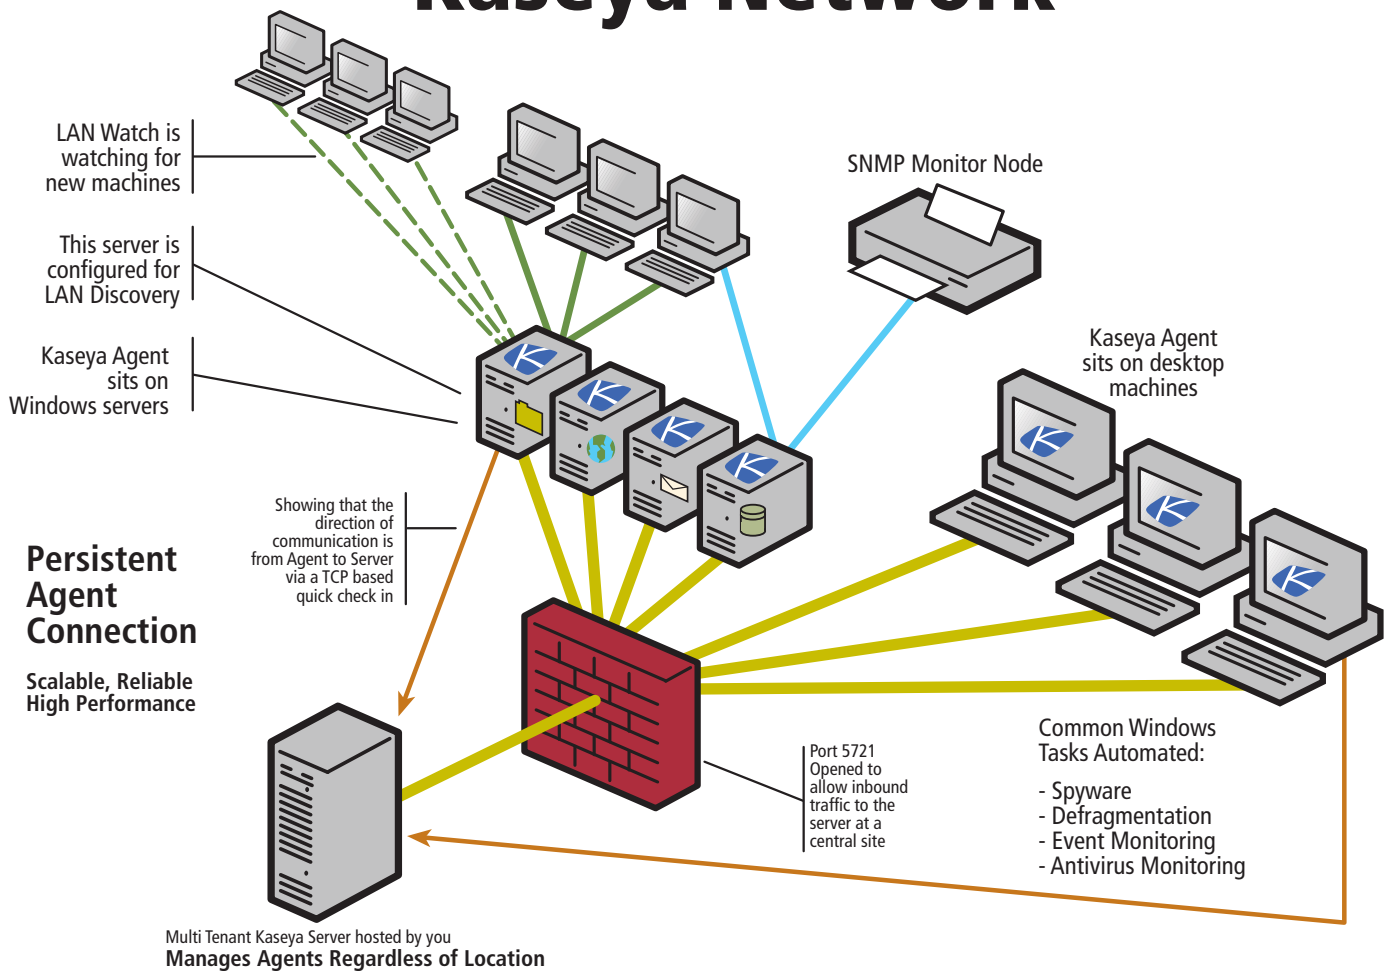 Kaseya Network
LAN Watch is
watching for
new machines
SNMP Monitor Node
This server is
configured for
LAN Discovery
Kaseya Agent
sits on
Windows servers
Kaseya Agent
sits on desktop
machines
Showing that the
direction of
communication is
from Agent to Server
via a TCP based
quick check in
Persistent
Agent
Connection
Scalable, Reliable
High Performance
Port 5721
Opened to
allow inbound
traffic to the
server at a
central site
Common Windows
Tasks Automated:
- Spyware
- Defragmentation
- Event Monitoring
- Antivirus Monitoring
Multi Tenant Kaseya Server hosted by you
Manages Agents Regardless of Location